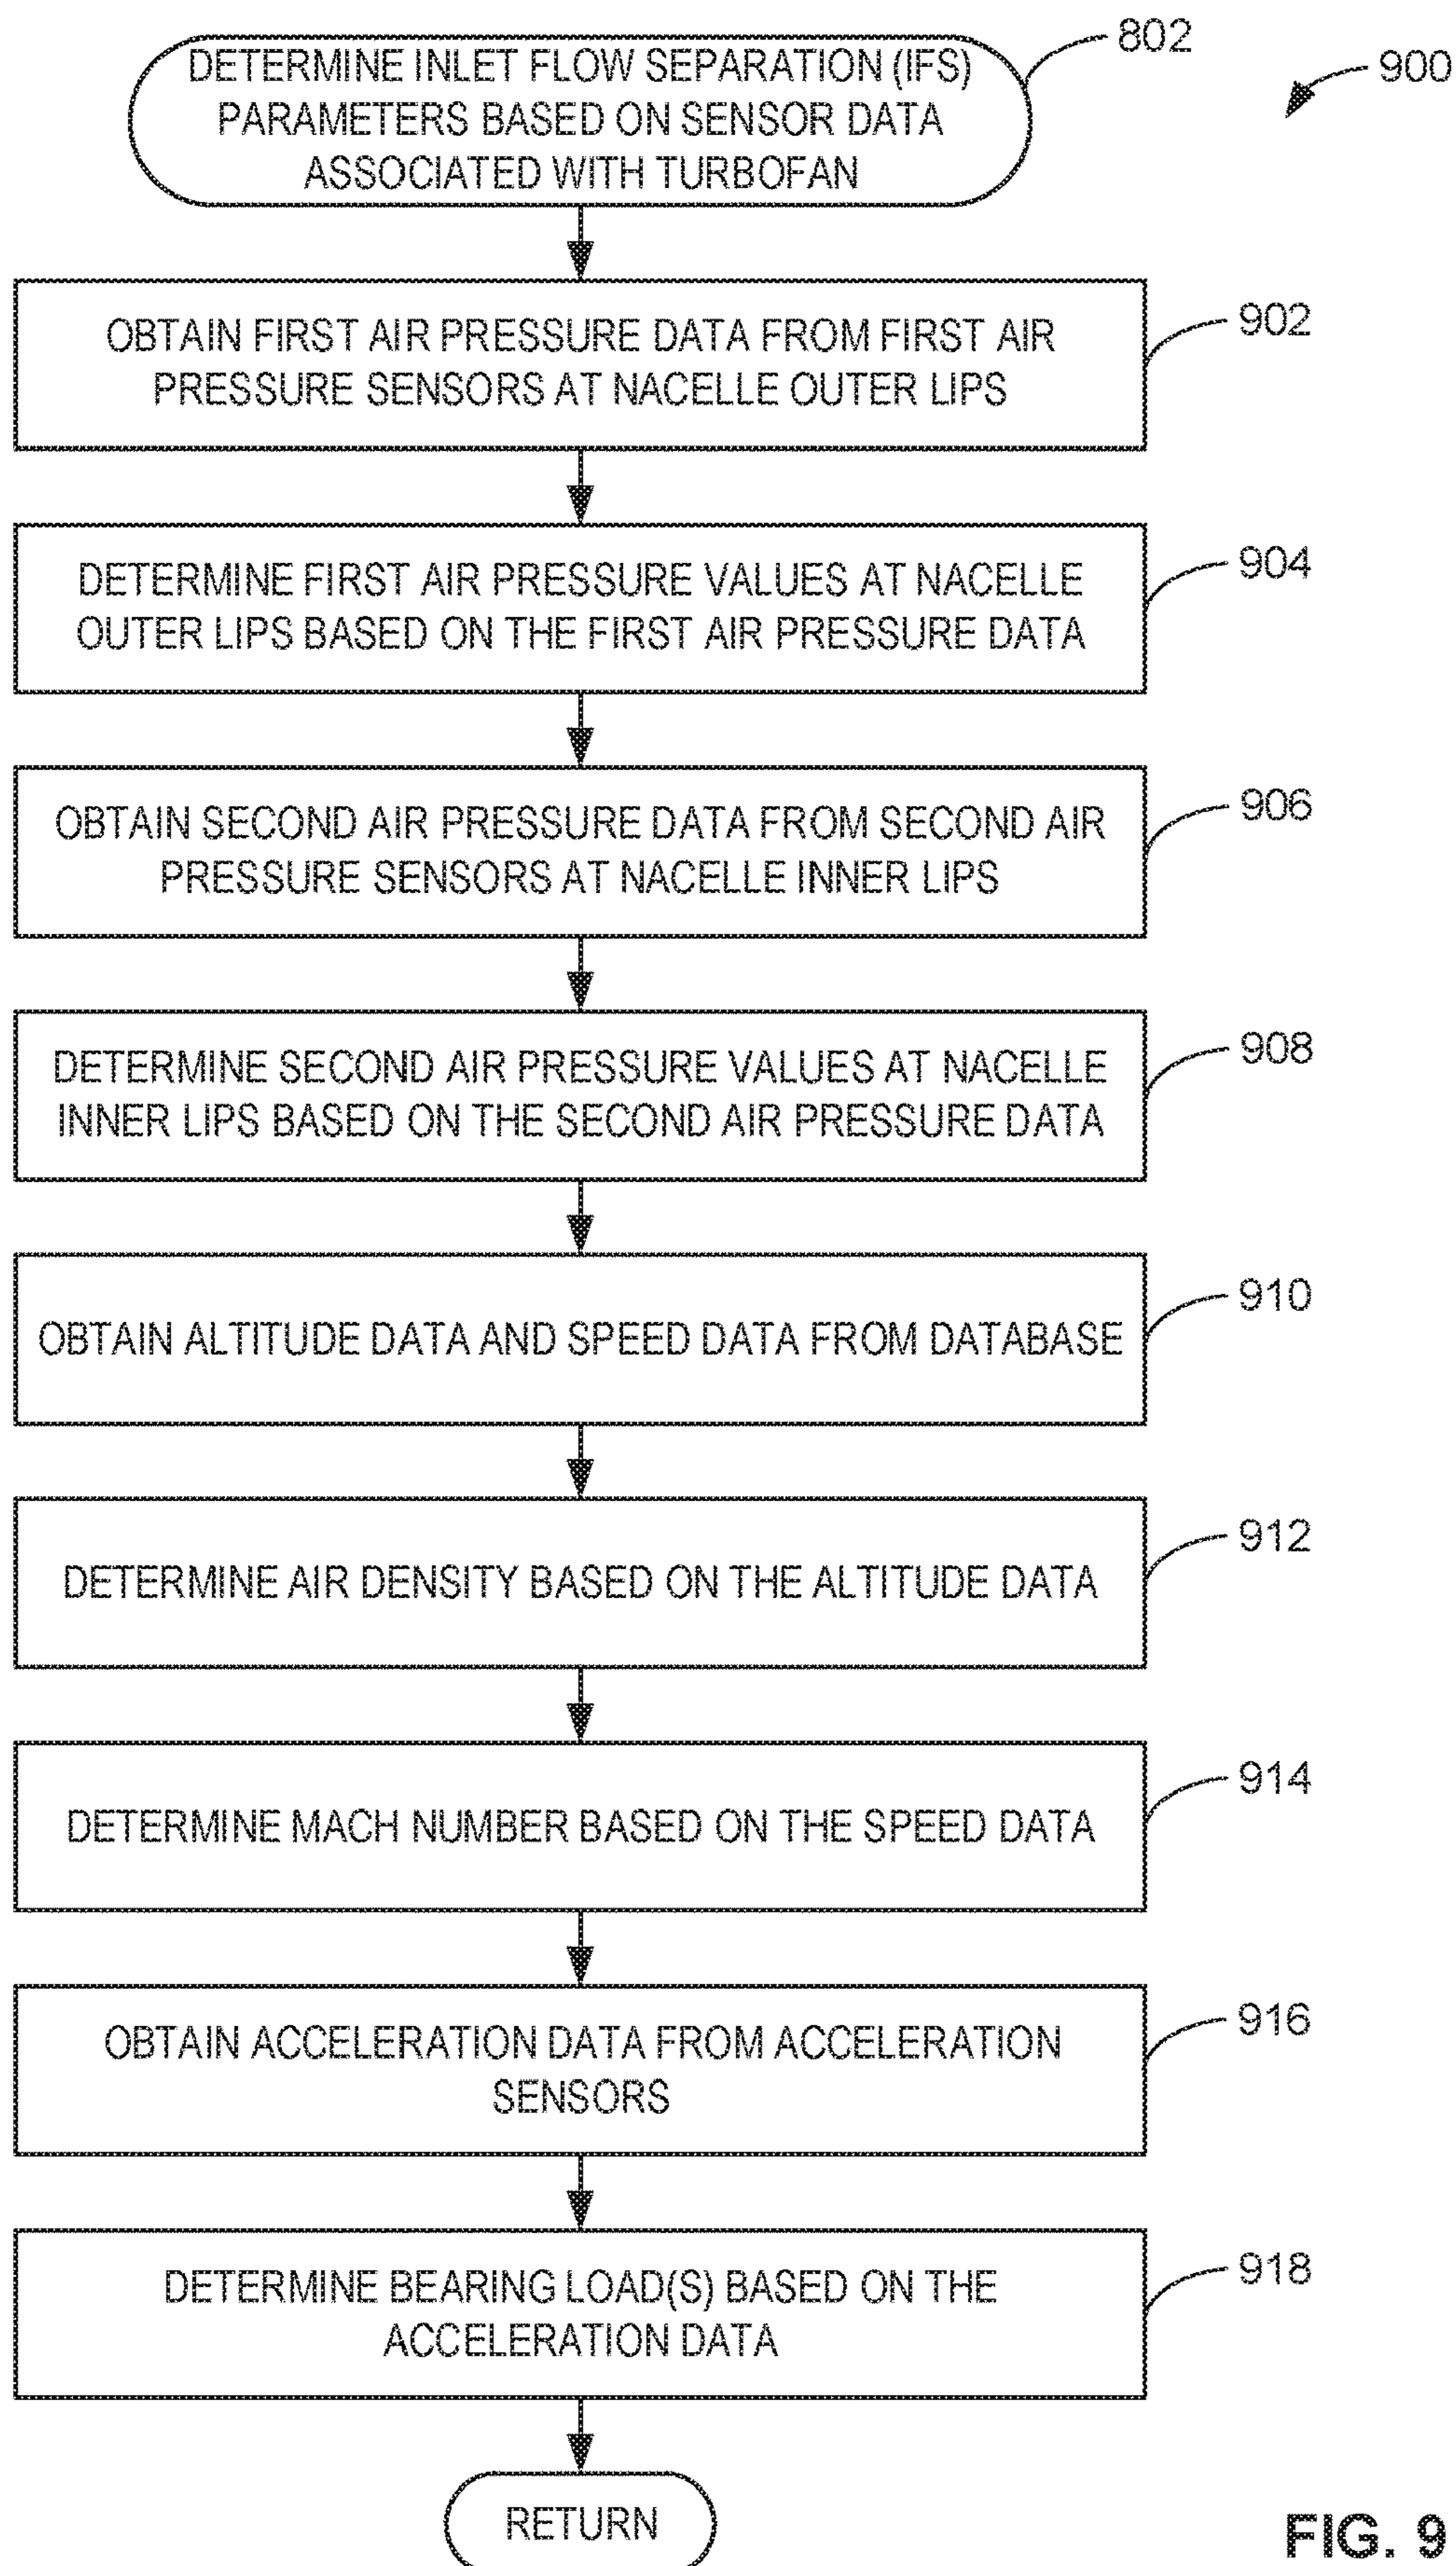 802
900
DETERMINE INLET FLOW SEPARATION (IFS)
PARAMETERS BASED ON SENSOR DATA
ASSOCIATED WITH TURBOFAN
902
OBTAIN FIRST AIR PRESSURE DATA FROM FIRST AIR
PRESSURE SENSORS AT NACELLE OUTER LIPS
904
DETERMINE FIRST AIR PRESSURE VALUES AT NACELLE
OUTER LIPS BASED ON THE FIRST AIR PRESSURE DATA
906
OBTAIN SECOND AIR PRESSURE DATA FROM SECOND AIR
PRESSURE SENSORS AT NACELLE INNER LIPS
908
DETERMINE SECOND AIR PRESSURE VALUES AT NACELLE
INNER LIPS BASED ON THE SECOND AIR PRESSURE DATA
910
OBTAIN ALTITUDE DATA AND SPEED DATA FROM DATABASE
912
DETERMINE AIR DENSITY BASED ON THE ALTITUDE DATA
914
DETERMINE MACH NUMBER BASED ON THE SPEED DATA
916
OBTAIN ACCELERATION DATA FROM ACCELERATION
SENSORS
918
DETERMINE BEARING LOAD(S) BASED ON THE
ACCELERATION DATA
RETURN
FIG. 9